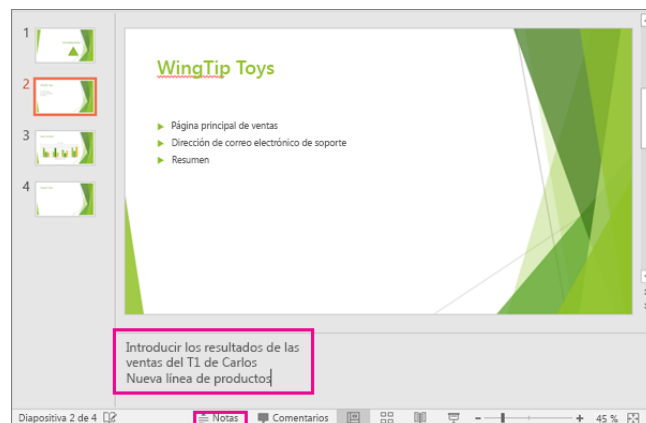 1
2
3
4
WingTip Toys
Página principal de ventas
Dirección de correo electrónico de soporte
Resumen
Introducir los resultados de las
ventas del T1 de Carlos
Nueva línea de productos
Diapositiva 2 de 4 Notas Comentarios 45 %